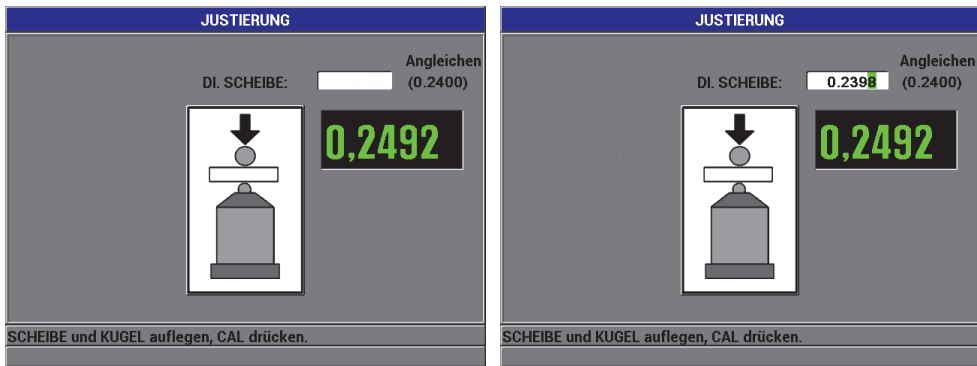 JUSTIERUNG
Angleichen
DI. SCHEIBE: (0.2400)
0,2492
SCHEIBE und KUGEL auflegen, CAL drücken.
JUSTIERUNG
Angleichen
DI. SCHEIBE: 0.2398 (0.2400)
0,2492
SCHEIBE und KUGEL auflegen, CAL drücken.